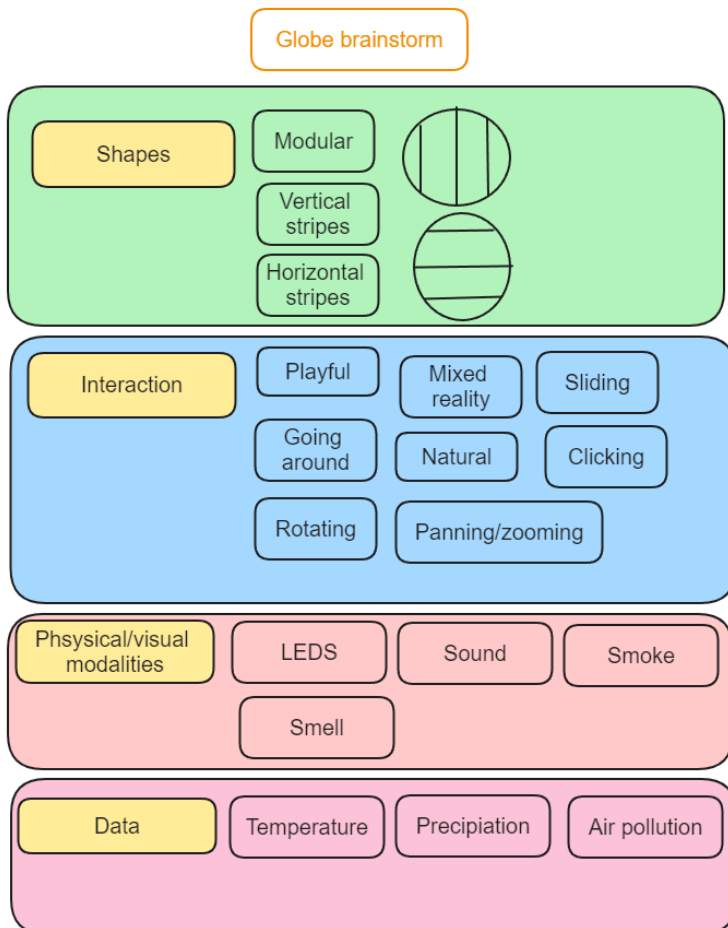 Globe brainstorm
Shapes
Modular
Vertical
stripes
Horizontal
stripes
Interaction
Playful
Mixed
reality
Sliding
Going
around
Natural
Clicking
Rotating
Panning/zooming
Phsysical/visual
modalities
LEDS
Sound
Smoke
Smell
Data
Temperature
Precipiation
Air pollution